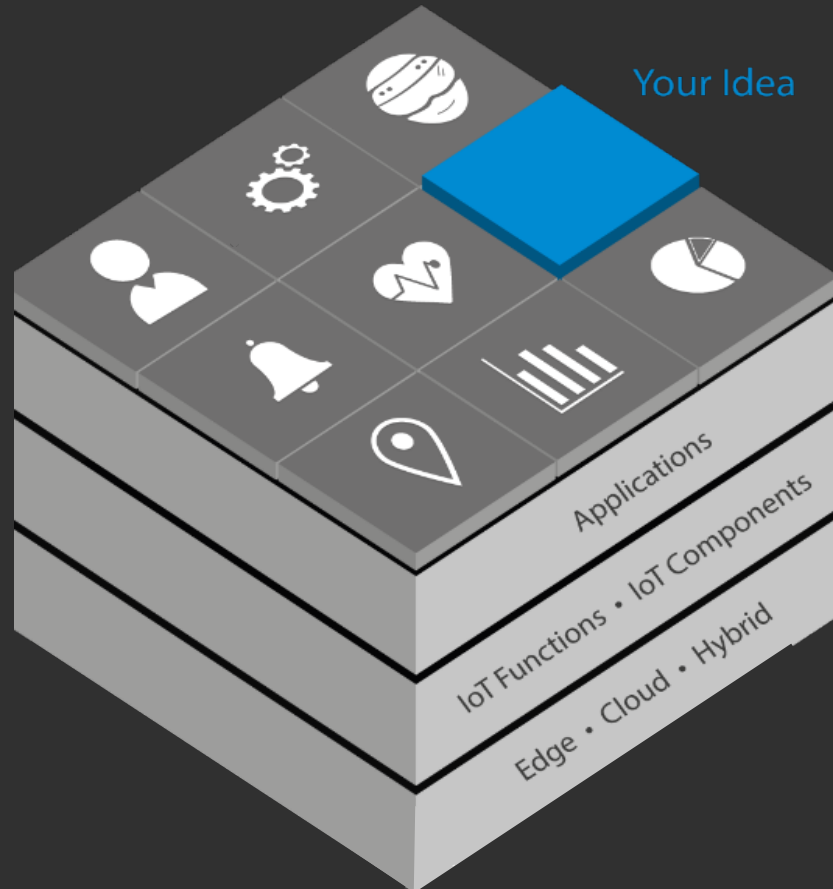 Your Idea
Applications
IoT Functions • IoT Components
Edge • Cloud • Hybrid